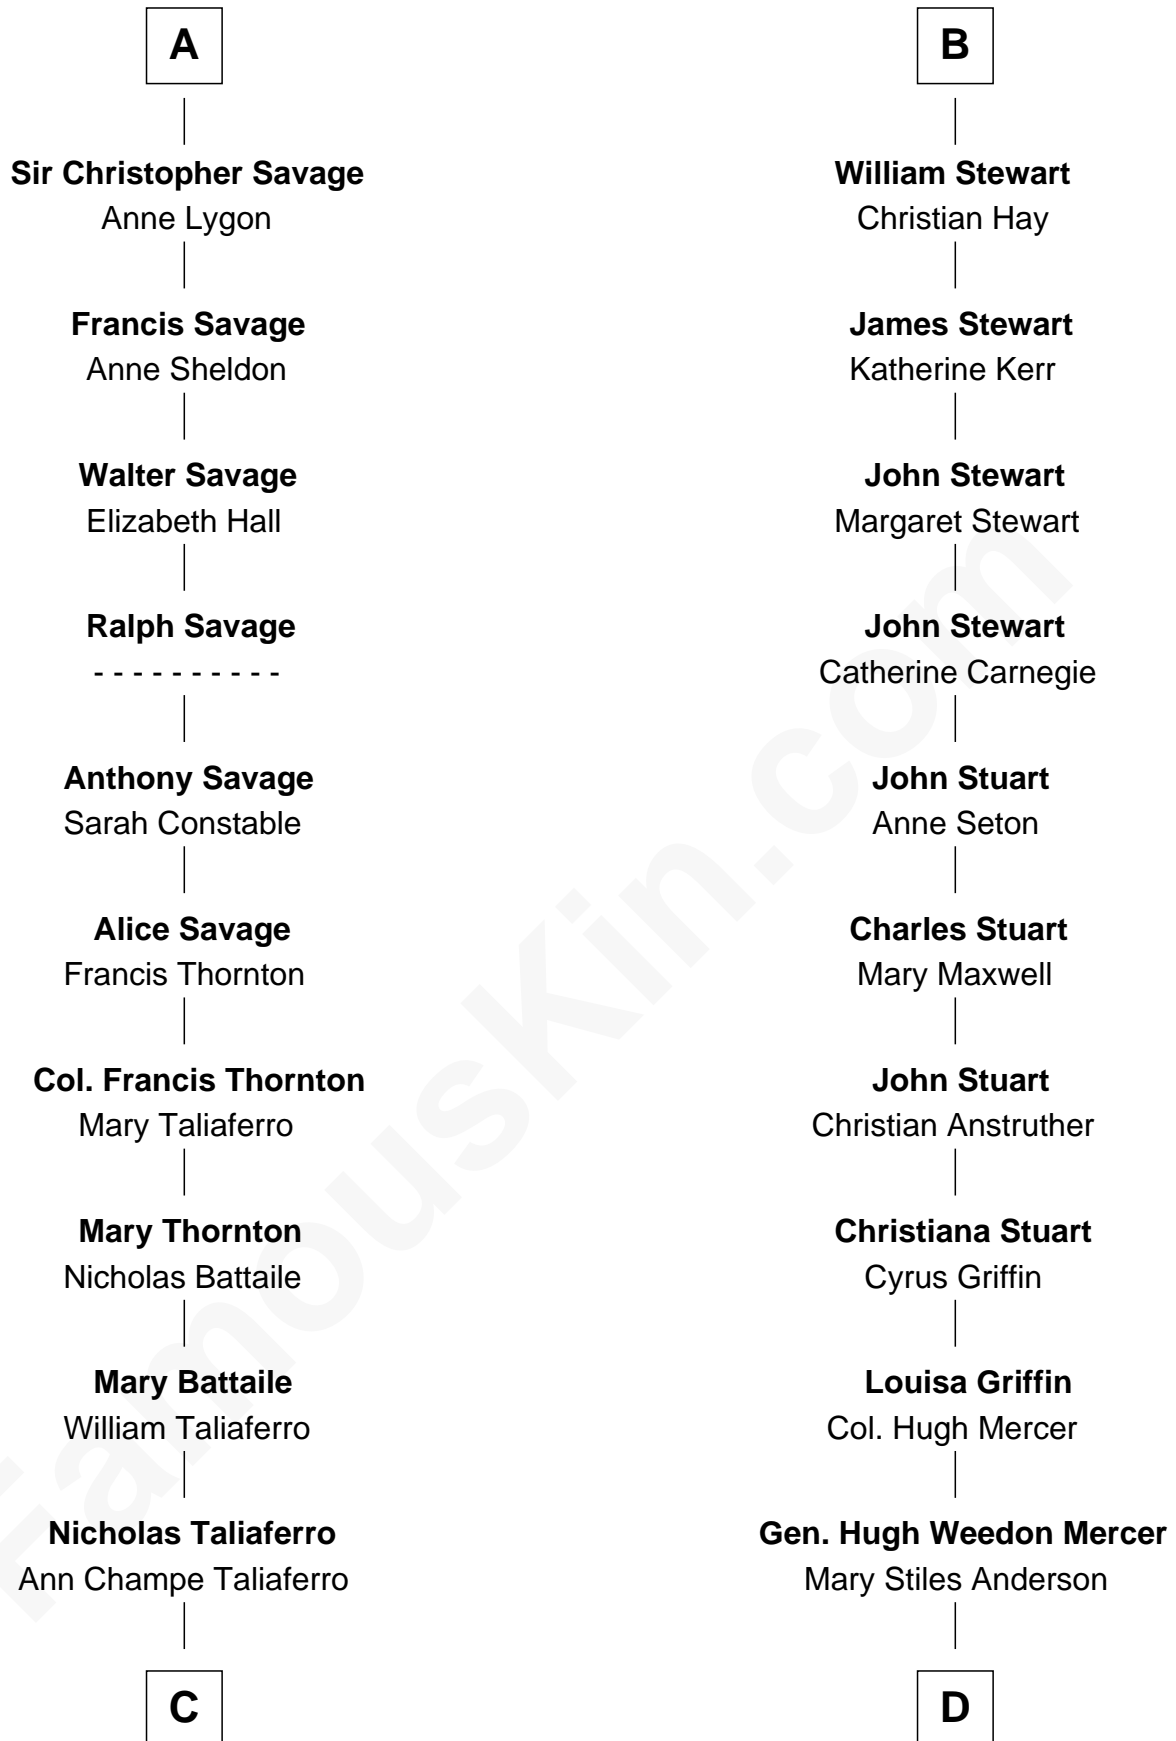 A
Sir Christopher Savage
Anne Lygon
Francis Savage
Anne Sheldon
Walter Savage
Elizabeth Hall
Ralph Savage
- - - - - - - - - -
Anthony Savage
Sarah Constable
Alice Savage
Francis Thornton
Col. Francis Thornton
Mary Taliaferro
Mary Thornton
Nicholas Battaile
Mary Battaile
William Taliaferro
Nicholas Taliaferro
Ann Champe Taliaferro
C
B
William Stewart
Christian Hay
James Stewart
Katherine Kerr
John Stewart
Margaret Stewart
John Stewart
Catherine Carnegie
John Stuart
Anne Seton
Charles Stuart
Mary Maxwell
John Stuart
Christian Anstruther
Christiana Stuart
Cyrus Griffin
Louisa Griffin
Col. Hugh Mercer
Gen. Hugh Weedon Mercer
Mary Stiles Anderson
D
FamousKin.com